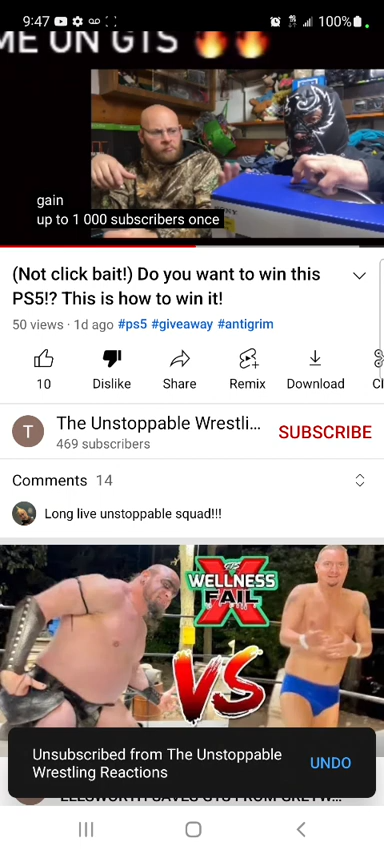 9:47
100%
ME ON GTS 🔥🔥
gain
up to 1 000 subscribers once
(Not click bait!) Do you want to win this
PS5!? This is how to win it!
50 views · 1d ago #ps5 #giveaway #antigrim
10 Dislike Share Remix Download Cl
T
The Unstoppable Wrestli...
469 subscribers
SUBSCRIBE
Comments 14
Long live unstoppable squad!!!
GTS
WELLNESS
FAIL
X
VS
Unsubscribed from The Unstoppable
Wrestling Reactions
UNDO